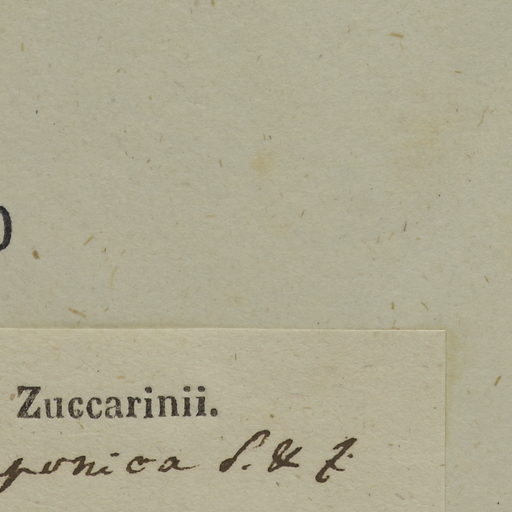 Zuccarinii.
ponica S. & Z.